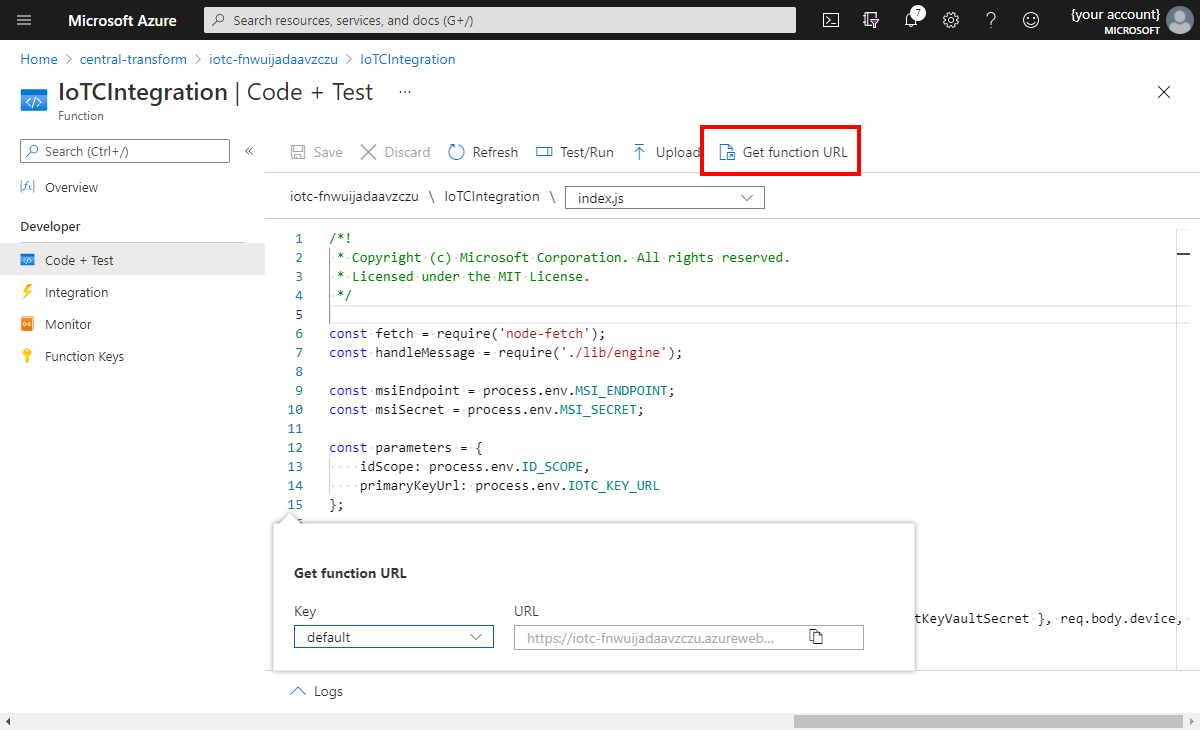 Microsoft Azure
Search resources, services, and docs (G+/)
7
{your account}
MICROSOFT
Home > central-transform > iotc-fnwuijadaavzczu > IoTCIntegration
IoTCIntegration | Code + Test ...
Function
Search (Ctrl+/)
«
Save
Discard
Refresh
Test/Run
Upload
Get function URL
Overview
Developer
Code + Test
Integration
Monitor
Function Keys
iotc-fnwuijadaavzczu \ IoTCIntegration \ index.js
1 /*!
2 * Copyright (c) Microsoft Corporation. All rights reserved.
3 * Licensed under the MIT License.
4 */
5
6 const fetch = require('node-fetch');
7 const handleMessage = require('./lib/engine');
8
9 const msiEndpoint = process.env.MSI_ENDPOINT;
10 const msiSecret = process.env.MSI_SECRET;
11
12 const parameters = {
13 idScope: process.env.ID_SCOPE,
14 primaryKeyUrl: process.env.IOTC_KEY_URL
15 };
Get function URL
Key
URL
default
https://iotc-fnwuijadaavzczu.azureweb...
tKeyVaultSecret }, req.body.device,
Logs